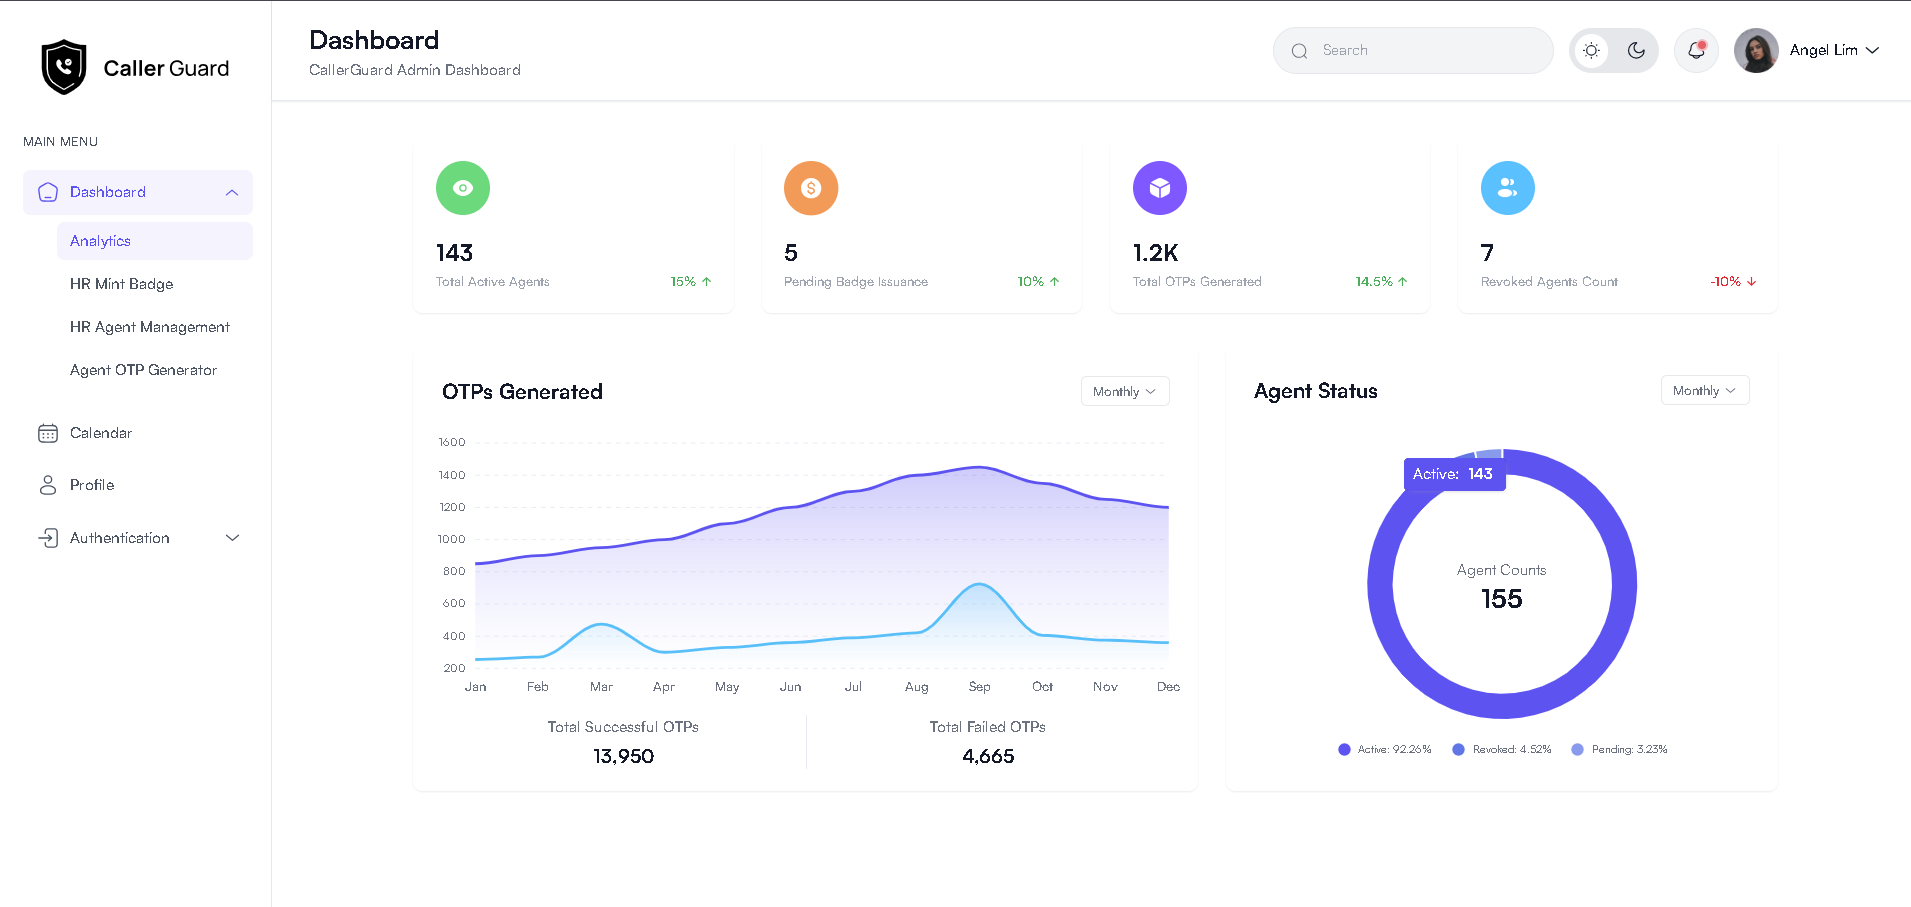 Caller Guard
MAIN MENU
Dashboard
Analytics
HR Mint Badge
HR Agent Management
Agent OTP Generator
Calendar
Profile
Authentication
Dashboard
CallerGuard Admin Dashboard
Search
Angel Lim
143
Total Active Agents
15% ↑
5
Pending Badge Issuance
10% ↑
1.2K
Total OTPs Generated
14.5% ↑
7
Revoked Agents Count
-10% ↓
OTPs Generated
Monthly
1600
1400
1200
1000
800
600
400
200
Jan Feb Mar Apr May Jun Jul Aug Sep Oct Nov Dec
Total Successful OTPs
13,950
Total Failed OTPs
4,665
Agent Status
Monthly
Active: 143
Agent Counts
155
Active: 92.26% Revoked: 4.52% Pending: 3.23%